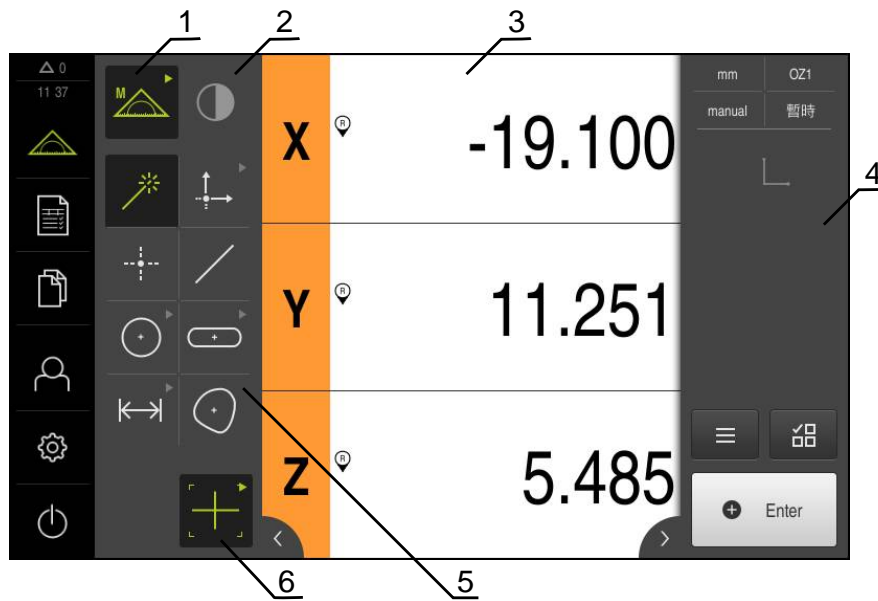 1 2 3
△ 0
11 37
M
mm OZ1
manual 暫時
X R -19.100
4
Y R 11.251
Z R 5.485
Enter
6 5